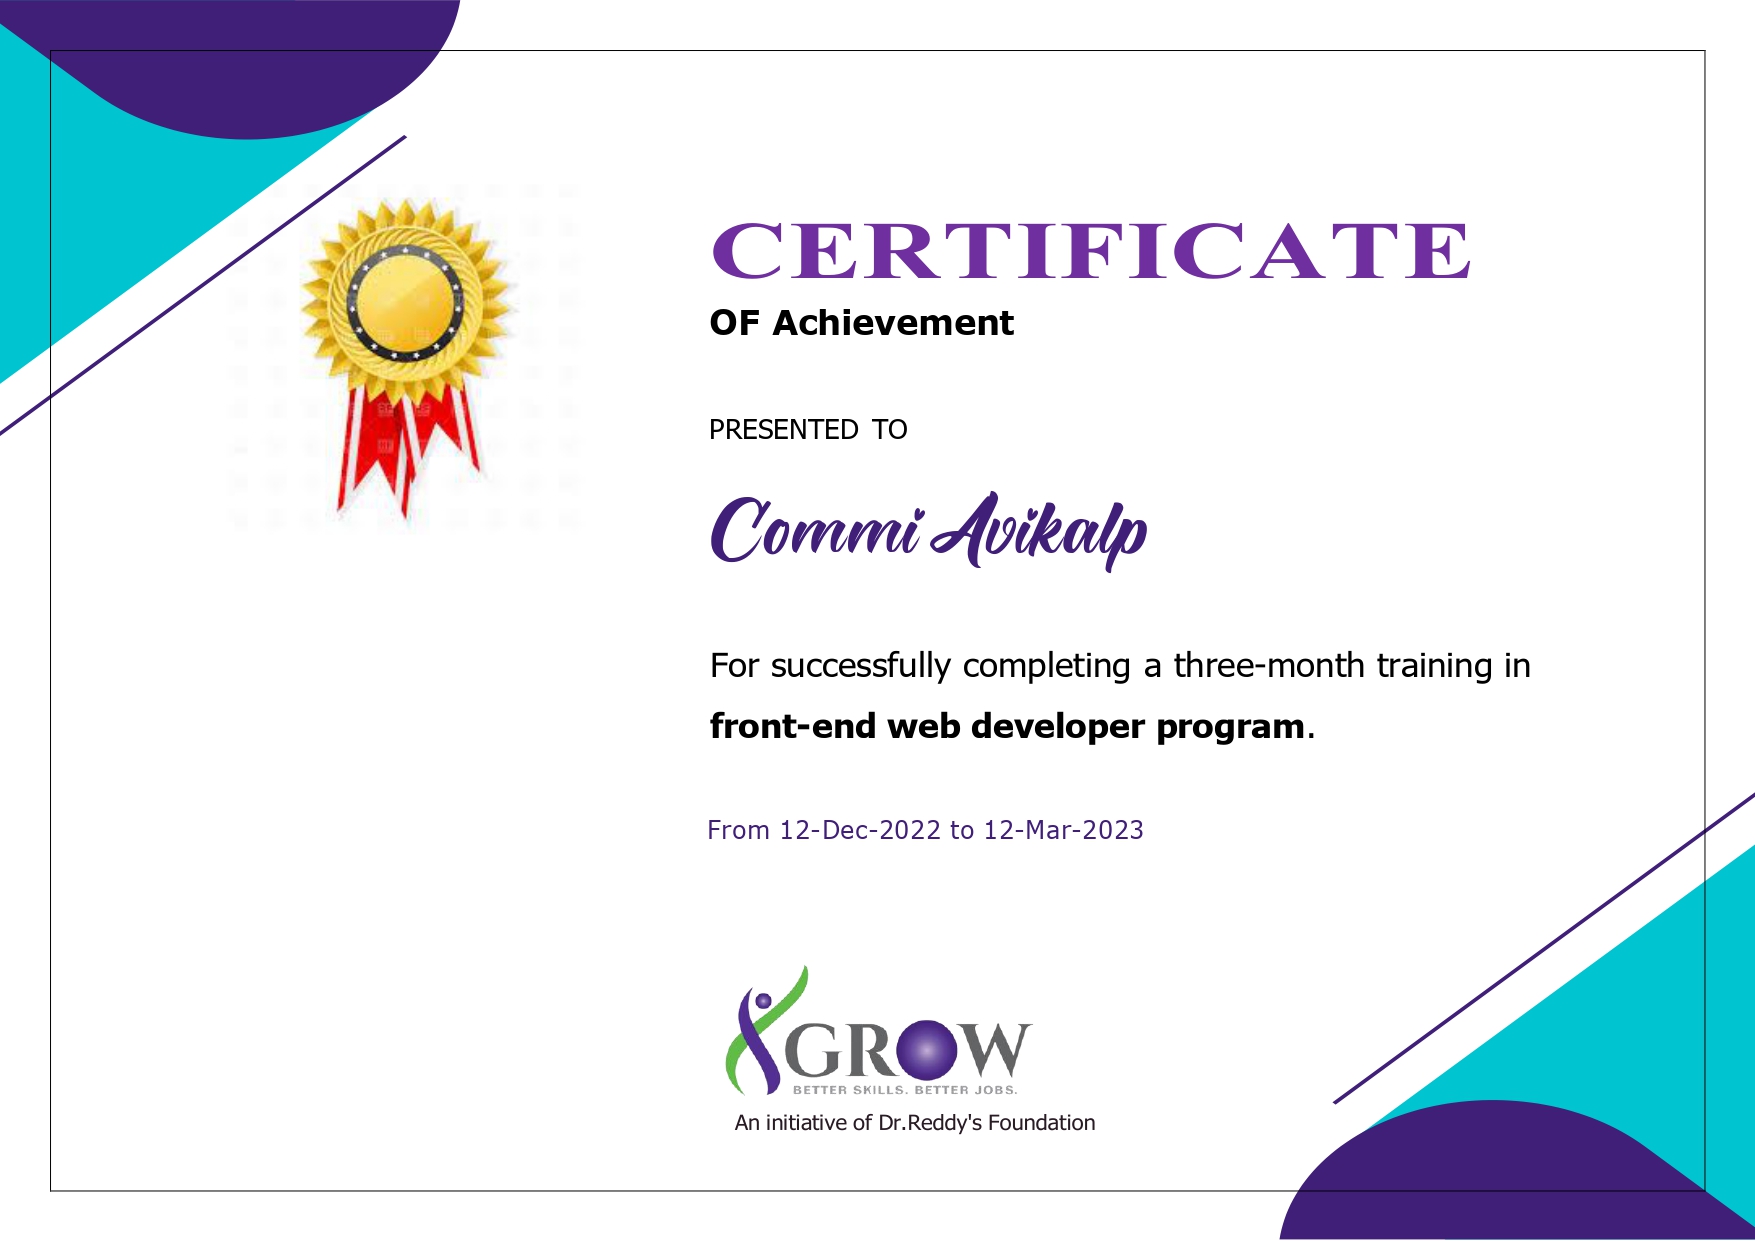 CERTIFICATE
OF Achievement
PRESENTED TO
Commi Avikalp
For successfully completing a three-month training in
front-end web developer program.
From 12-Dec-2022 to 12-Mar-2023
GROW
BETTER SKILLS. BETTER JOBS.
An initiative of Dr.Reddy's Foundation